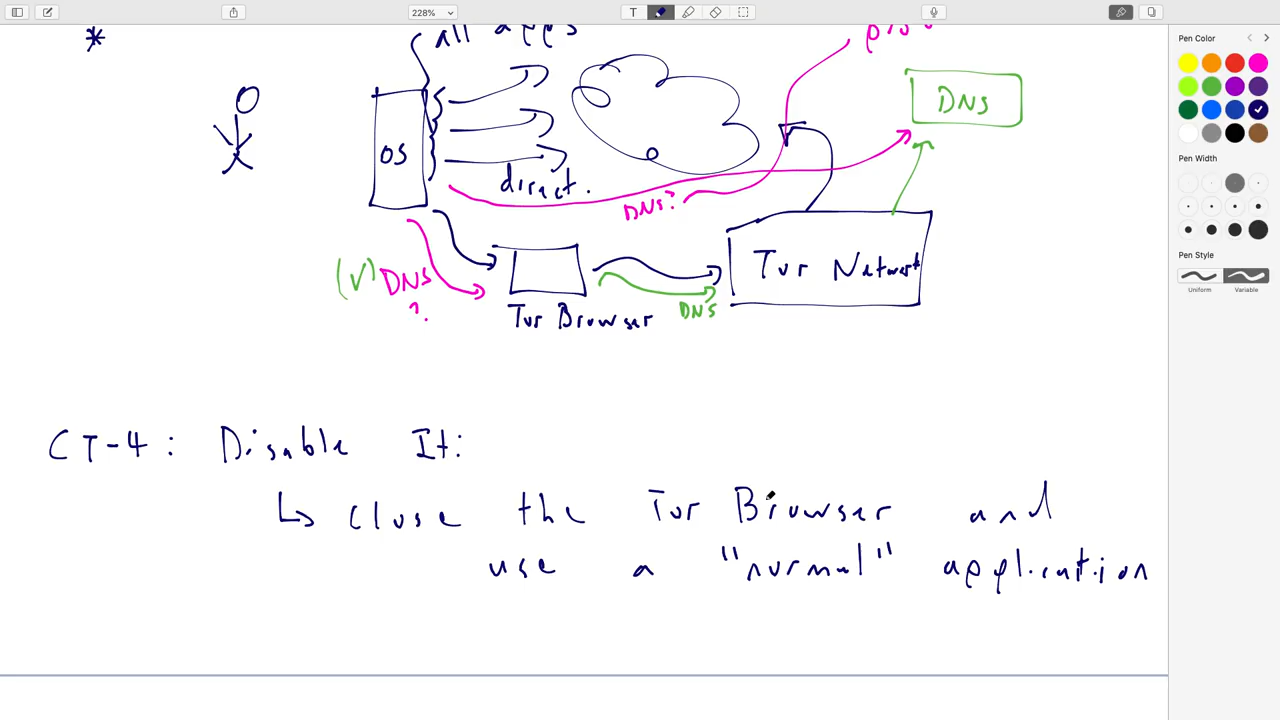 228%
T
*
all apps
Pen Color
DNS
OS
direct.
DNS?
Pen Width
(V) DNS
?
Tor Network
DNS
Tor Browser
Pen Style
Uniform
Variable
CT-4: Disable It:
↳ close the Tor Browser and
use a "normal" application